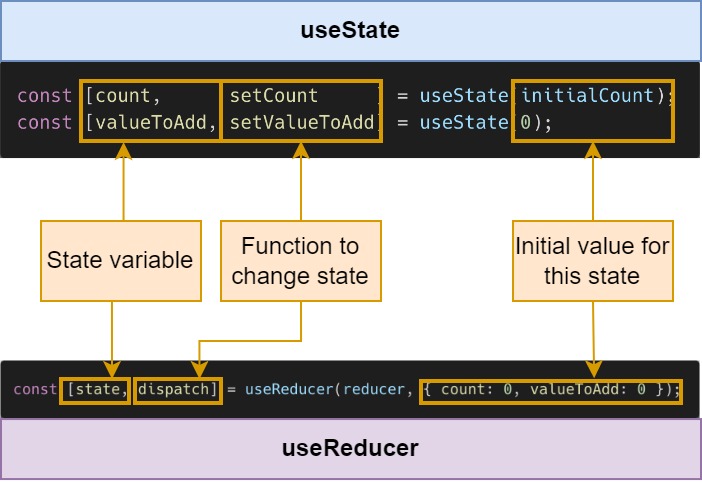 useState
const [count,       setCount      ] = useState(initialCount);
const [valueToAdd, setValueToAdd] = useState(0);
State variable
Function to
change state
Initial value for
this state
const [state, dispatch] = useReducer(reducer, { count: 0, valueToAdd: 0 });
useReducer